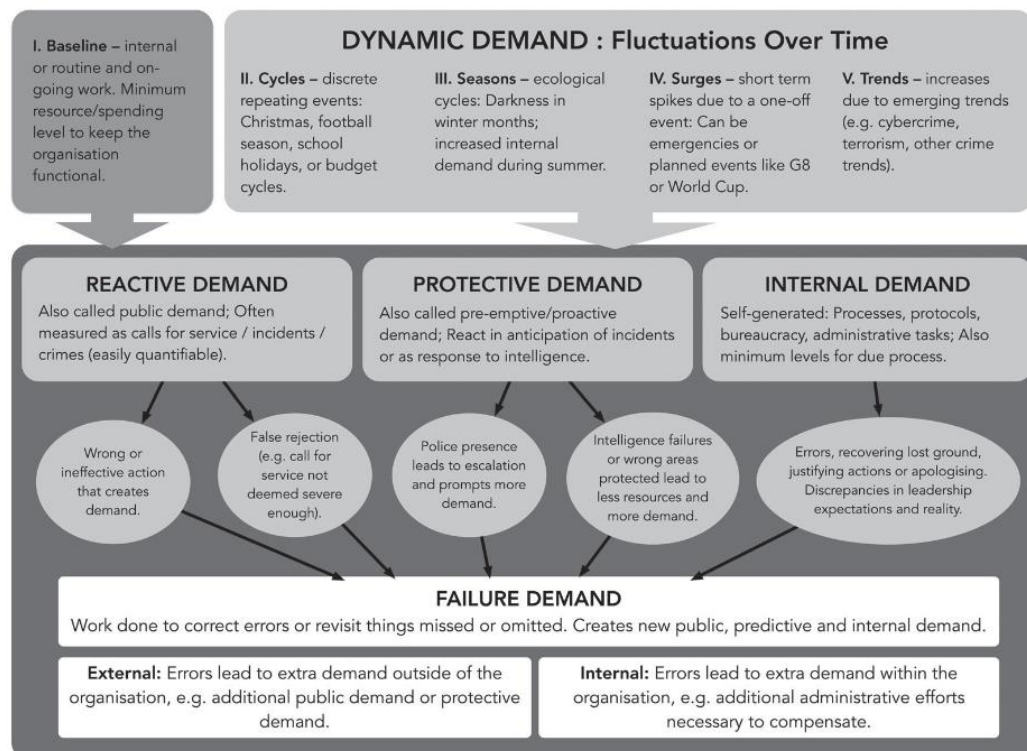 I. Baseline – internal
or routine and on-
going work. Minimum
resource/spending
level to keep the
organisation
functional.
DYNAMIC DEMAND : Fluctuations Over Time
II. Cycles – discrete
repeating events:
Christmas, football
season, school
holidays, or budget
cycles.
III. Seasons – ecological
cycles: Darkness in
winter months;
increased internal
demand during summer.
IV. Surges – short term
spikes due to a one-off
event: Can be
emergencies or
planned events like G8
or World Cup.
V. Trends – increases
due to emerging trends
(e.g. cybercrime,
terrorism, other crime
trends).
REACTIVE DEMAND
Also called public demand; Often
measured as calls for service / incidents /
crimes (easily quantifiable).
PROTECTIVE DEMAND
Also called pre-emptive/proactive
demand; React in anticipation of incidents
or as response to intelligence.
INTERNAL DEMAND
Self-generated: Processes, protocols,
bureaucracy, administrative tasks; Also
minimum levels for due process.
Wrong or
ineffective action
that creates
demand.
False rejection
(e.g. call for
service not
deemed severe
enough).
Police presence
leads to escalation
and prompts more
demand.
Intelligence failures
or wrong areas
protected lead to
less resources and
more demand.
Errors, recovering lost ground,
justifying actions or apologising.
Discrepancies in leadership
expectations and reality.
FAILURE DEMAND
Work done to correct errors or revisit things missed or omitted. Creates new public, predictive and internal demand.
External: Errors lead to extra demand outside of the
organisation, e.g. additional public demand or protective
demand.
Internal: Errors lead to extra demand within the
organisation, e.g. additional administrative efforts
necessary to compensate.